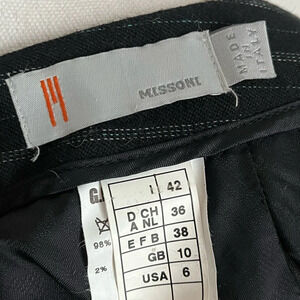 MISSONI
MADE
IN
ITALY
I 42
D CH
A NL 36
E F B 38
GB 10
USA 6
98%
2%